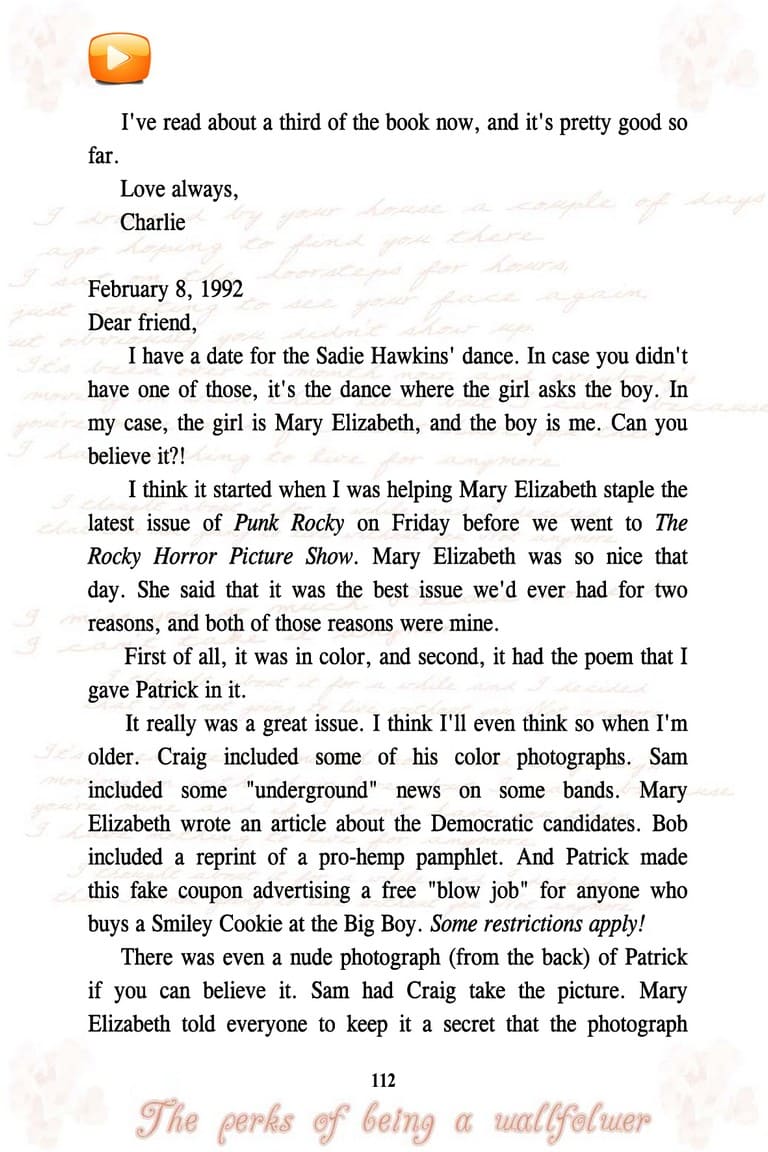 I've read about a third of the book now, and it's pretty good so
far.
Love always,
Charlie
February 8, 1992
Dear friend,
I have a date for the Sadie Hawkins' dance. In case you didn't
have one of those, it's the dance where the girl asks the boy. In
my case, the girl is Mary Elizabeth, and the boy is me. Can you
believe it?!
I think it started when I was helping Mary Elizabeth staple the
latest issue of Punk Rocky on Friday before we went to The
Rocky Horror Picture Show. Mary Elizabeth was so nice that
day. She said that it was the best issue we'd ever had for two
reasons, and both of those reasons were mine.
First of all, it was in color, and second, it had the poem that I
gave Patrick in it.
It really was a great issue. I think I'll even think so when I'm
older. Craig included some of his color photographs. Sam
included some "underground" news on some bands. Mary
Elizabeth wrote an article about the Democratic candidates. Bob
included a reprint of a pro-hemp pamphlet. And Patrick made
this fake coupon advertising a free "blow job" for anyone who
buys a Smiley Cookie at the Big Boy. Some restrictions apply!
There was even a nude photograph (from the back) of Patrick
if you can believe it. Sam had Craig take the picture. Mary
Elizabeth told everyone to keep it a secret that the photograph
112
The perks of being a wallfolwer